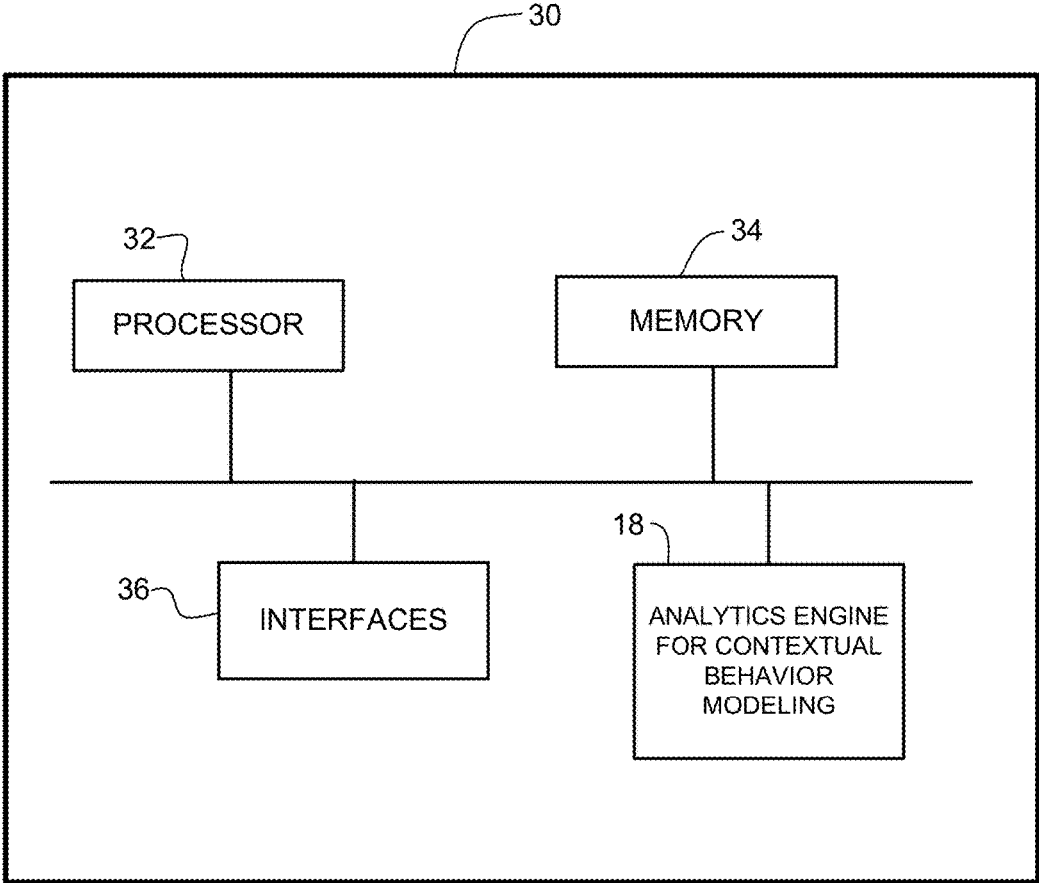 30
32
34
PROCESSOR
MEMORY
18
36
INTERFACES
ANALYTICS ENGINE
FOR CONTEXTUAL
BEHAVIOR
MODELING